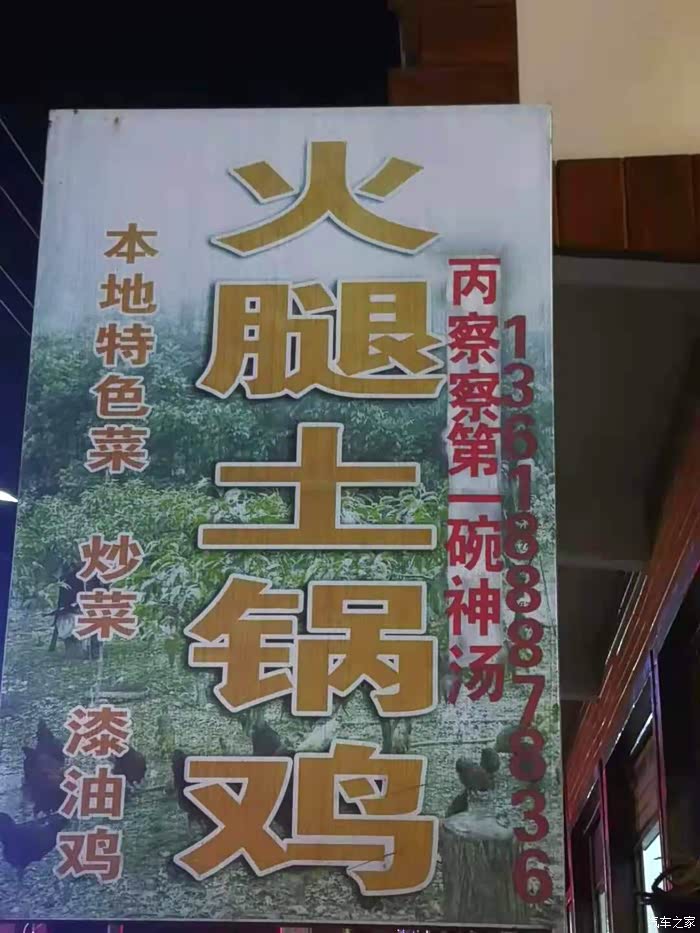 火腿土锅鸡
本地特色菜 炒菜 漆油鸡
丙察察第一碗神汤
13618887836
汽车之家